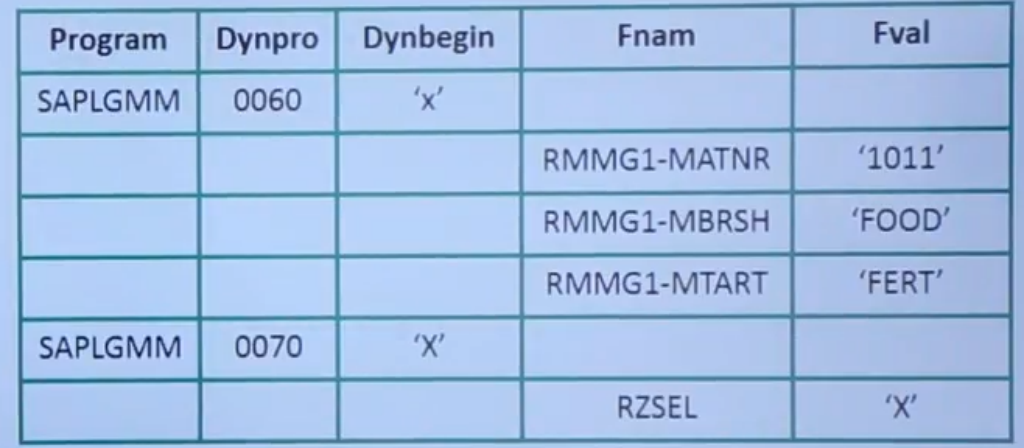 Program Dynpro Dynbegin Fnam Fval
SAPLGMM 0060 ‘x’
RMMG1-MATNR ‘1011’
RMMG1-MBRSH ‘FOOD’
RMMG1-MTART ‘FERT’
SAPLGMM 0070 ‘X’
RZSEL ‘X’